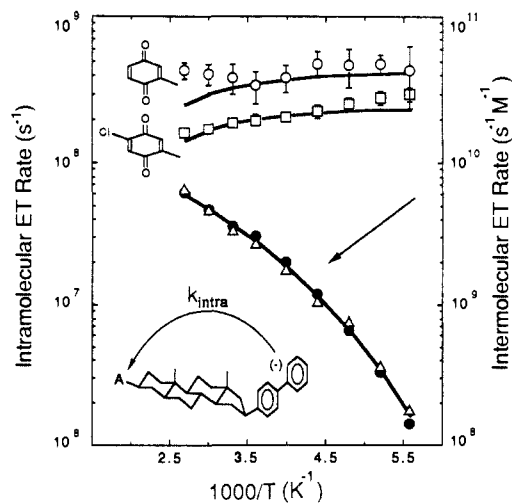 10⁹
10⁸
10⁷
10⁶
Intramolecular ET Rate (s⁻¹)
O
O
Cl
O
O
k_intra
A
(-)
10¹¹
10¹⁰
10⁹
10⁸
Intermolecular ET Rate (s⁻¹M⁻¹)
2.5 3.5 4.5 5.5
1000/T (K⁻¹)